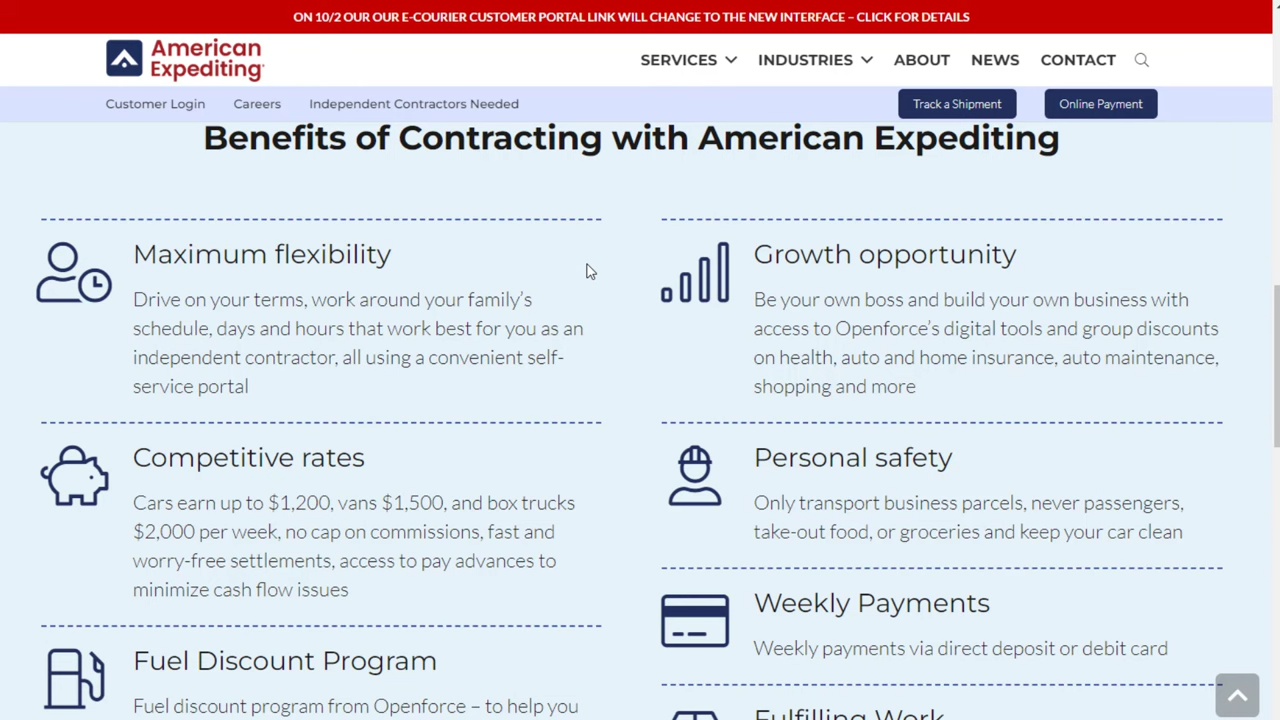 ON 10/2 OUR OUR E-COURIER CUSTOMER PORTAL LINK WILL CHANGE TO THE NEW INTERFACE – CLICK FOR DETAILS
American
Expediting
SERVICES INDUSTRIES ABOUT NEWS CONTACT
Customer Login Careers Independent Contractors Needed Track a Shipment Online Payment
Benefits of Contracting with American Expediting
Maximum flexibility
Drive on your terms, work around your family's
schedule, days and hours that work best for you as an
independent contractor, all using a convenient self-
service portal
Growth opportunity
Be your own boss and build your own business with
access to Openforce's digital tools and group discounts
on health, auto and home insurance, auto maintenance,
shopping and more
Competitive rates
Cars earn up to $1,200, vans $1,500, and box trucks
$2,000 per week, no cap on commissions, fast and
worry-free settlements, access to pay advances to
minimize cash flow issues
Personal safety
Only transport business parcels, never passengers,
take-out food, or groceries and keep your car clean
Weekly Payments
Weekly payments via direct deposit or debit card
Fuel Discount Program
Fuel discount program from Openforce – to help you
Fulfilling Work